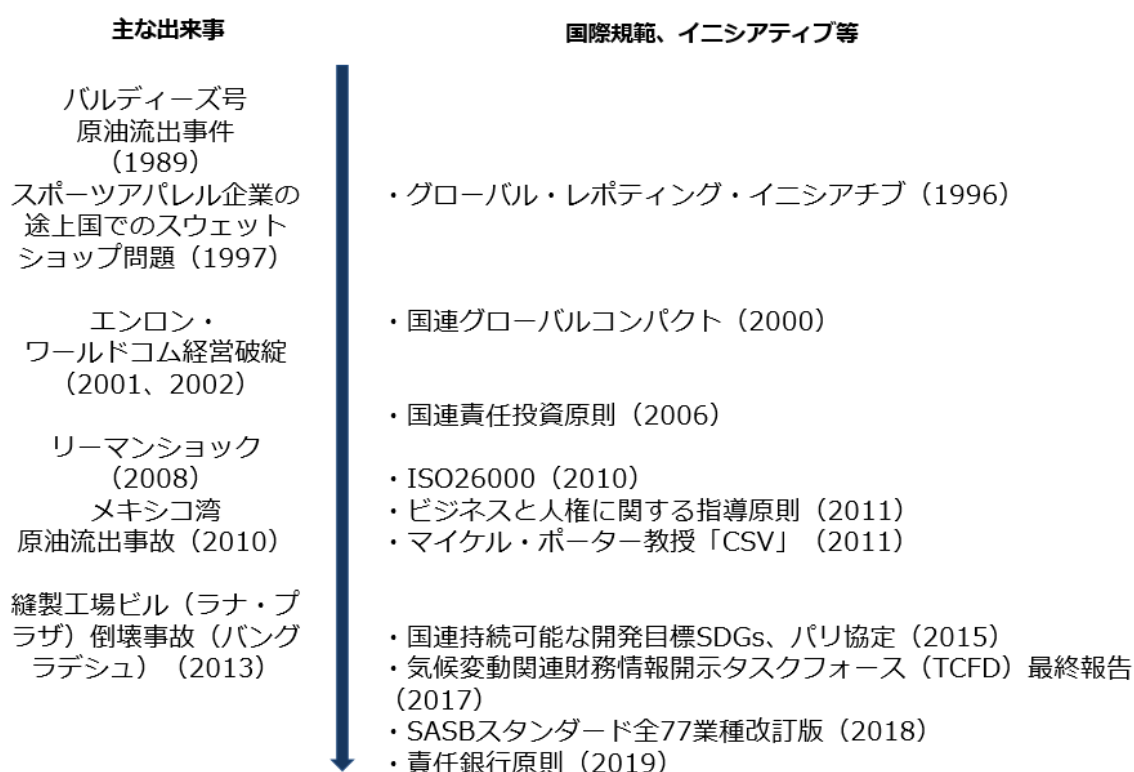 主な出来事
国際規範、イニシアティブ等
バルディーズ号
原油流出事件
（1989）
スポーツアパレル企業の
途上国でのスウェット
ショップ問題（1997）
エンロン・
ワールドコム経営破綻
（2001、2002）
リーマンショック
（2008）
メキシコ湾
原油流出事故（2010）
縫製工場ビル（ラナ・プ
ラザ）倒壊事故（バング
ラデシュ）（2013）
・グローバル・レポティング・イニシアチブ（1996）
・国連グローバルコンパクト（2000）
・国連責任投資原則（2006）
・ISO26000（2010）
・ビジネスと人権に関する指導原則（2011）
・マイケル・ポーター教授「CSV」（2011）
・国連持続可能な開発目標SDGs、パリ協定（2015）
・気候変動関連財務情報開示タスクフォース（TCFD）最終報告
（2017）
・SASBスタンダード全77業種改訂版（2018）
・責任銀行原則（2019）